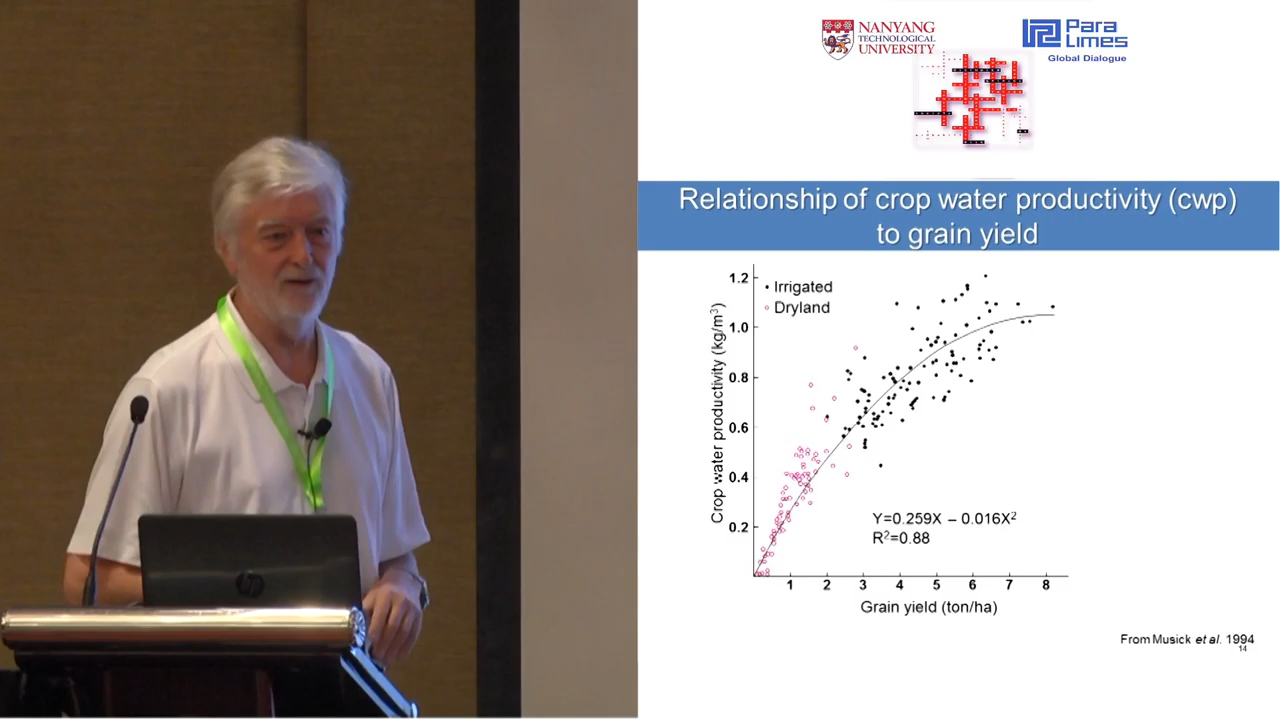 NANYANG
TECHNOLOGICAL
UNIVERSITY
Para
Limes
Global Dialogue
Relationship of crop water productivity (cwp)
to grain yield
Irrigated
Dryland
Crop water productivity (kg/m³)
1.2
1.0
0.8
0.6
0.4
0.2
Y=0.259X – 0.016X²
R²=0.88
1 2 3 4 5 6 7 8
Grain yield (ton/ha)
From Musick et al. 1994
14
hp